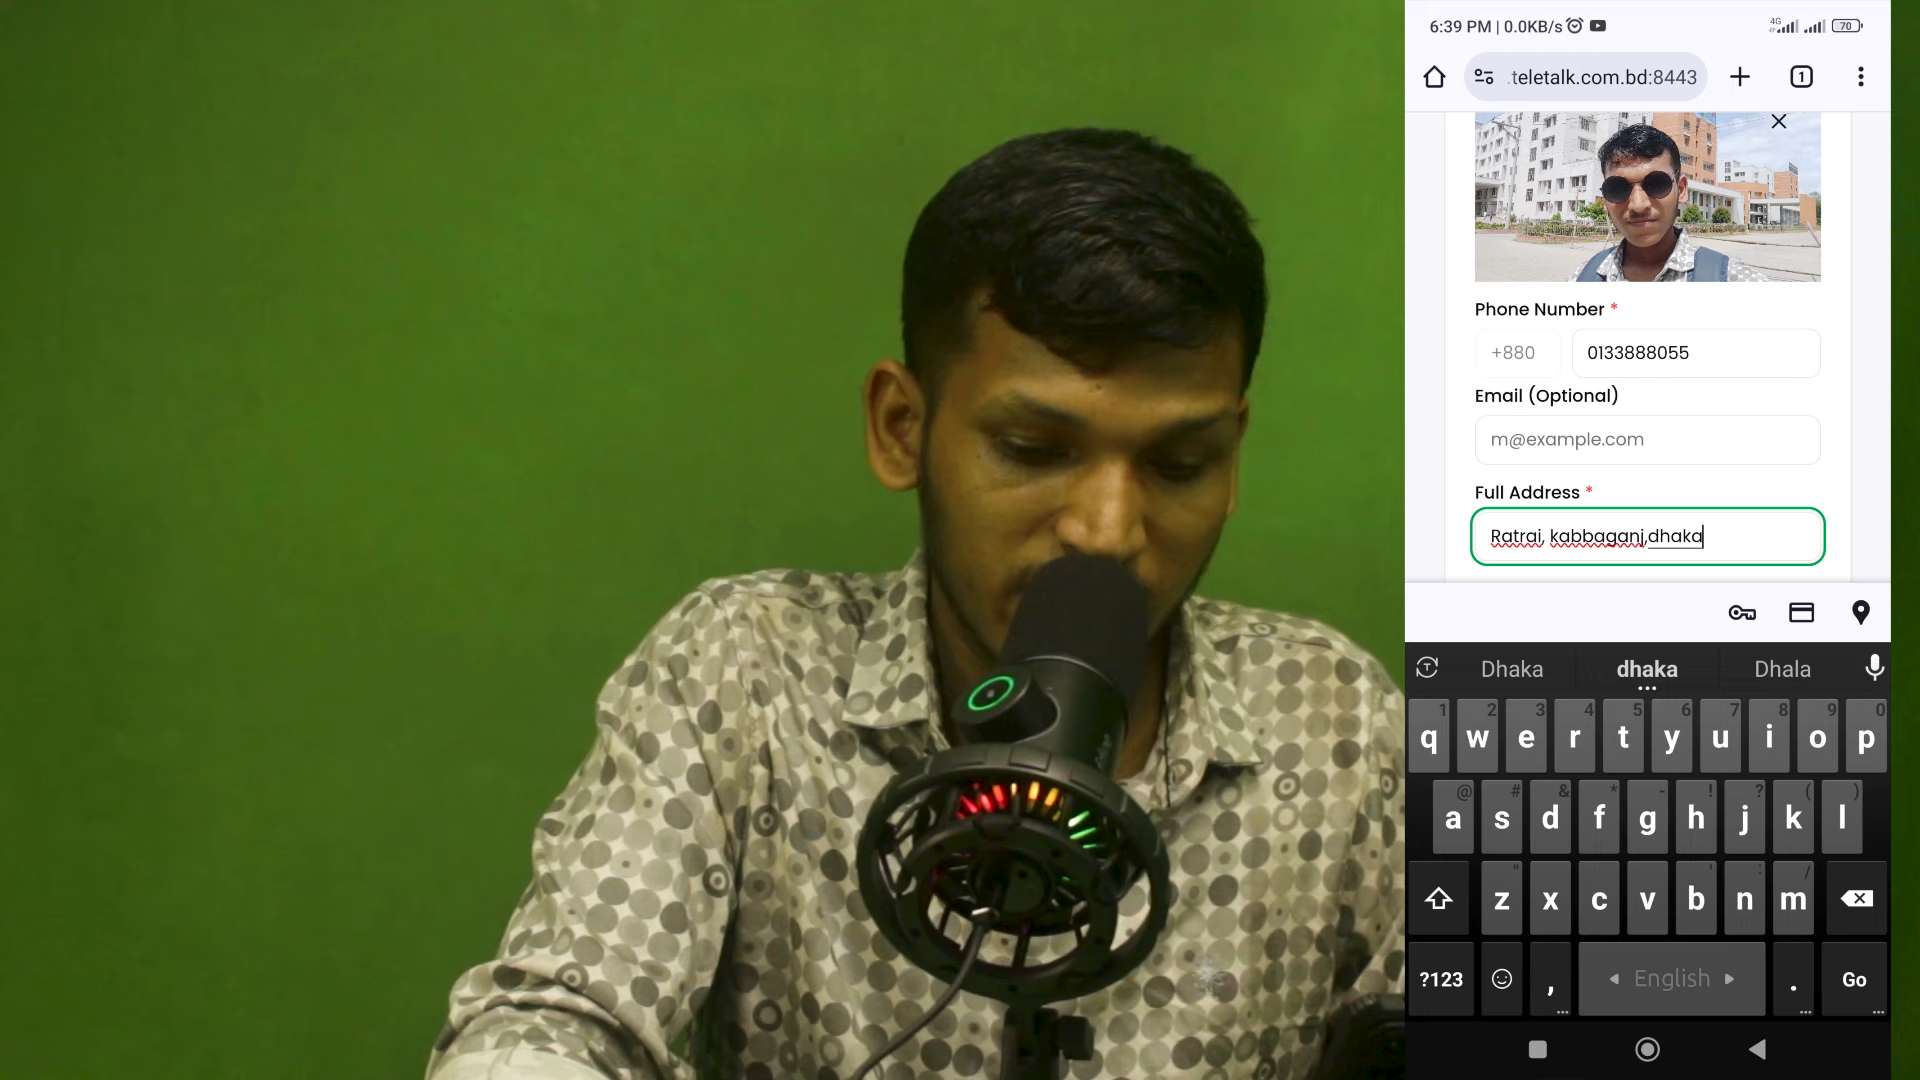 6:39 PM | 0.0KB/s
4G
70
.teletalk.com.bd:8443
1
Phone Number *
+880
0133888055
Email (Optional)
m@example.com
Full Address *
Ratrai, kabbaganj,dhaka
Dhaka
dhaka
Dhala
1 2 3 4 5 6 7 8 9 0
q w e r t y u i o p
@ # & * - ! ? ( )
a s d f g h j k l
" ' : /
z x c v b n m
?123 , English . Go